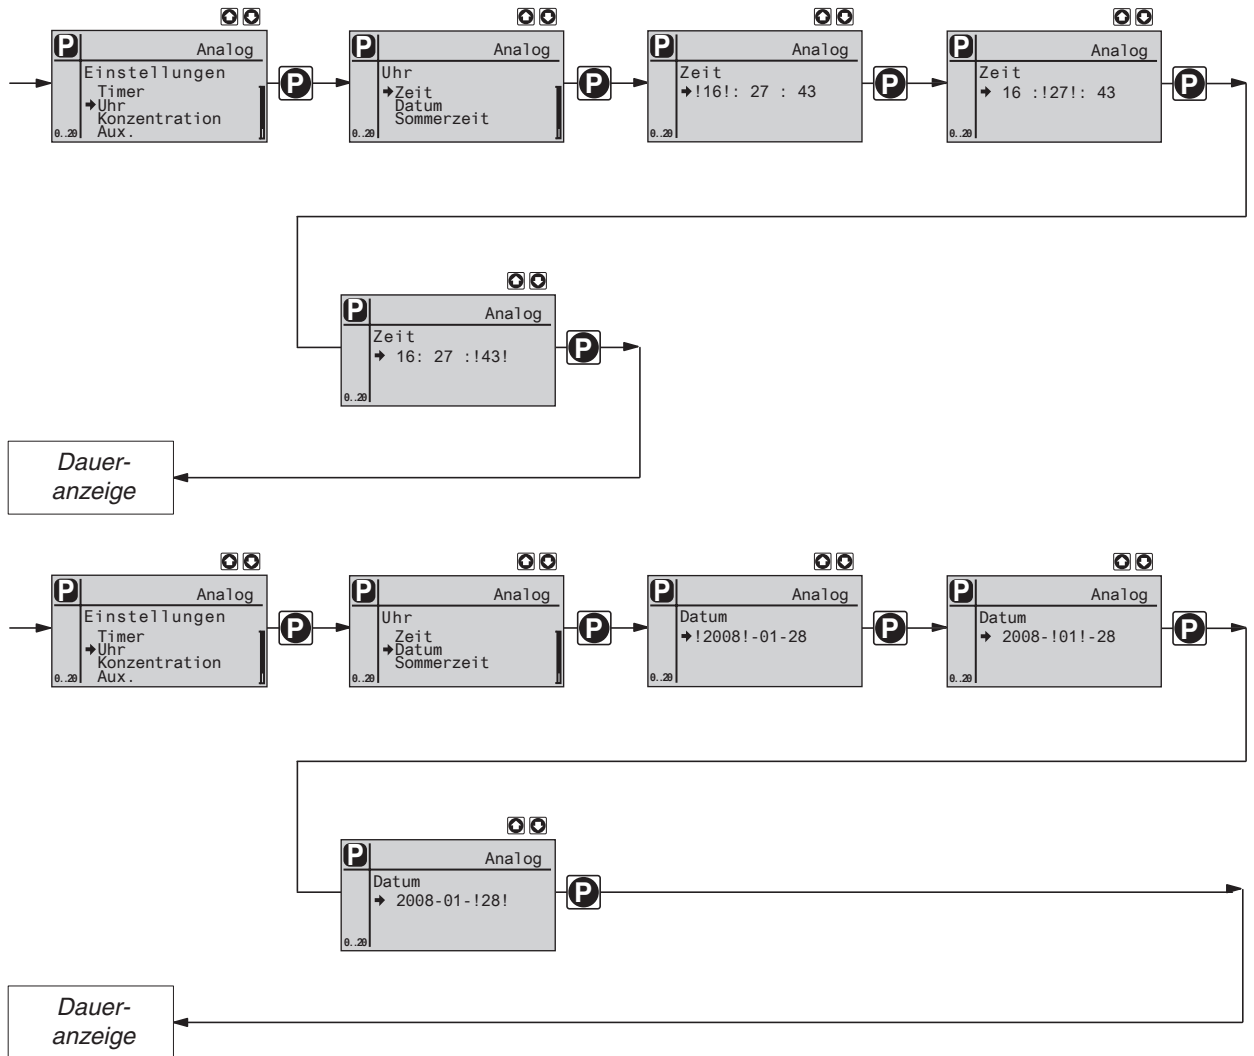 P Analog
Einstellungen
Timer
Uhr
Konzentration
Aux.
0..20
P
P Analog
Uhr
Zeit
Datum
Sommerzeit
0..20
P
P Analog
Zeit
!16!: 27 : 43
0..20
P
P Analog
Zeit
16 :!27!: 43
0..20
P
P Analog
Zeit
16: 27 :!43!
0..20
P
Dauer-
anzeige
P Analog
Einstellungen
Timer
Uhr
Konzentration
Aux.
0..20
P
P Analog
Uhr
Zeit
Datum
Sommerzeit
0..20
P
P Analog
Datum
!2008!-01-28
0..20
P
P Analog
Datum
2008-!01!-28
0..20
P
P Analog
Datum
2008-01-!28!
0..20
P
Dauer-
anzeige